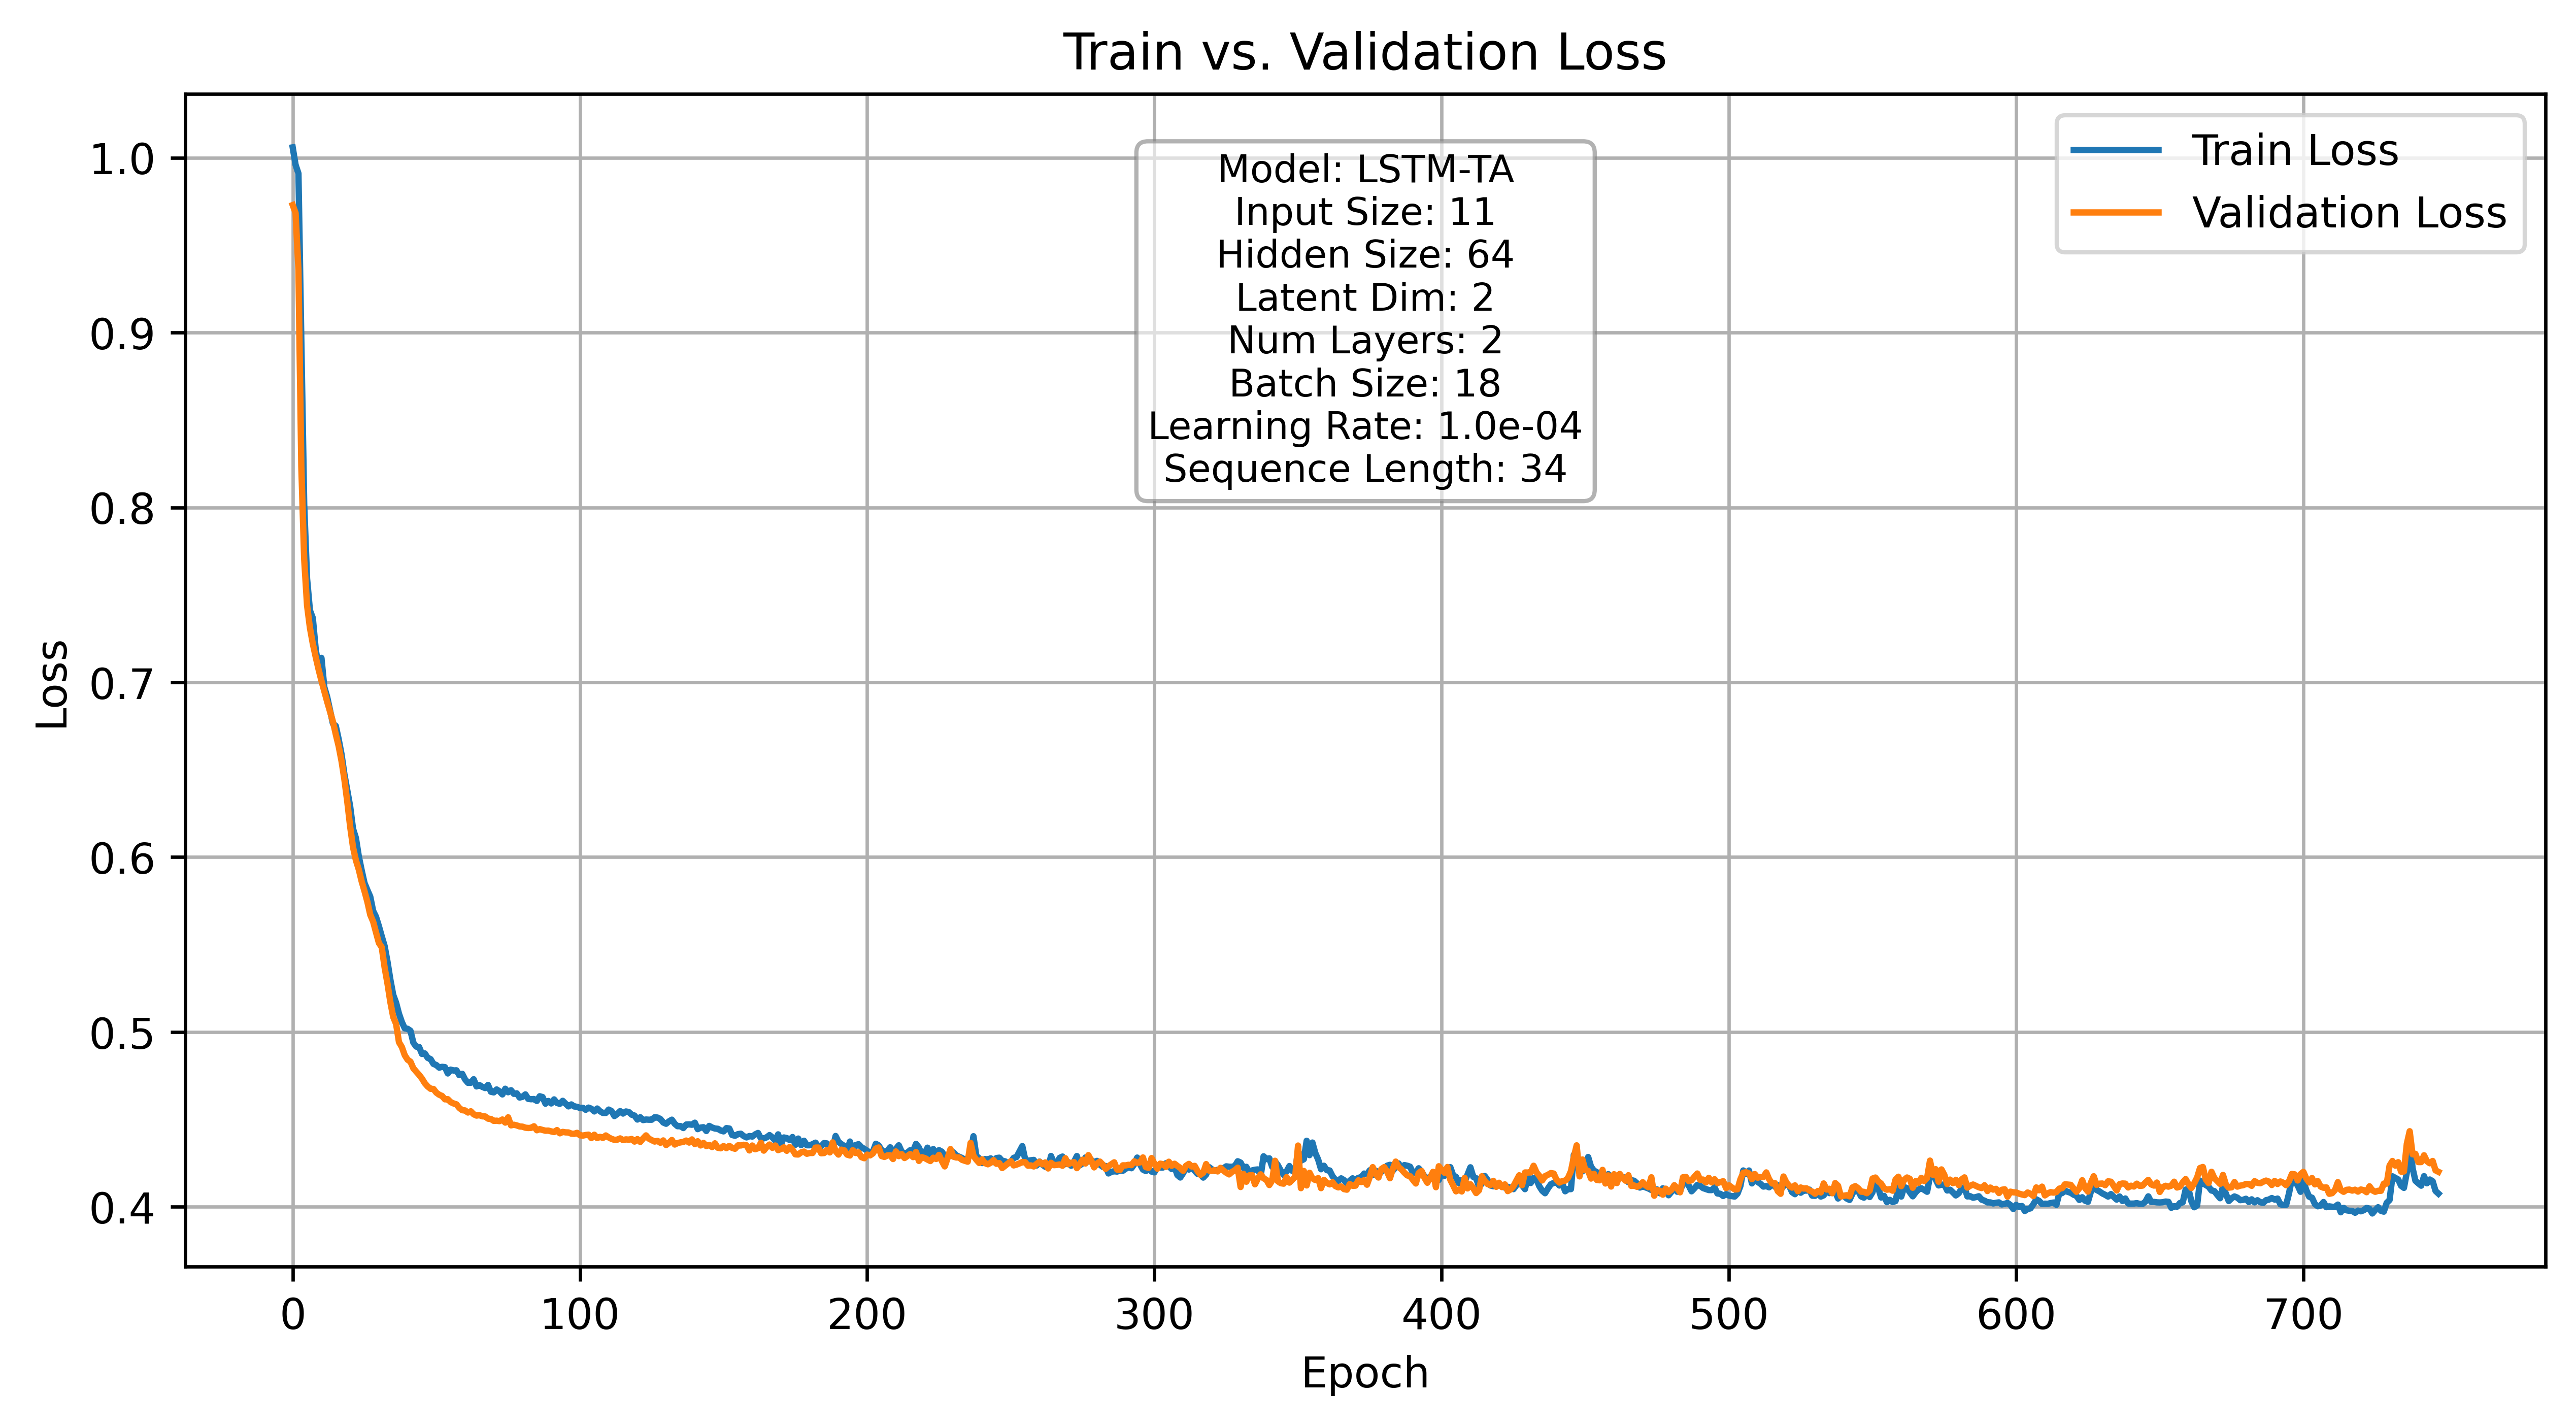 Train vs. Validation Loss
Train Loss
Validation Loss
Model: LSTM-TA
Input Size: 11
Hidden Size: 64
Latent Dim: 2
Num Layers: 2
Batch Size: 18
Learning Rate: 1.0e-04
Sequence Length: 34
Loss
1.0
0.9
0.8
0.7
0.6
0.5
0.4
0 100 200 300 400 500 600 700
Epoch